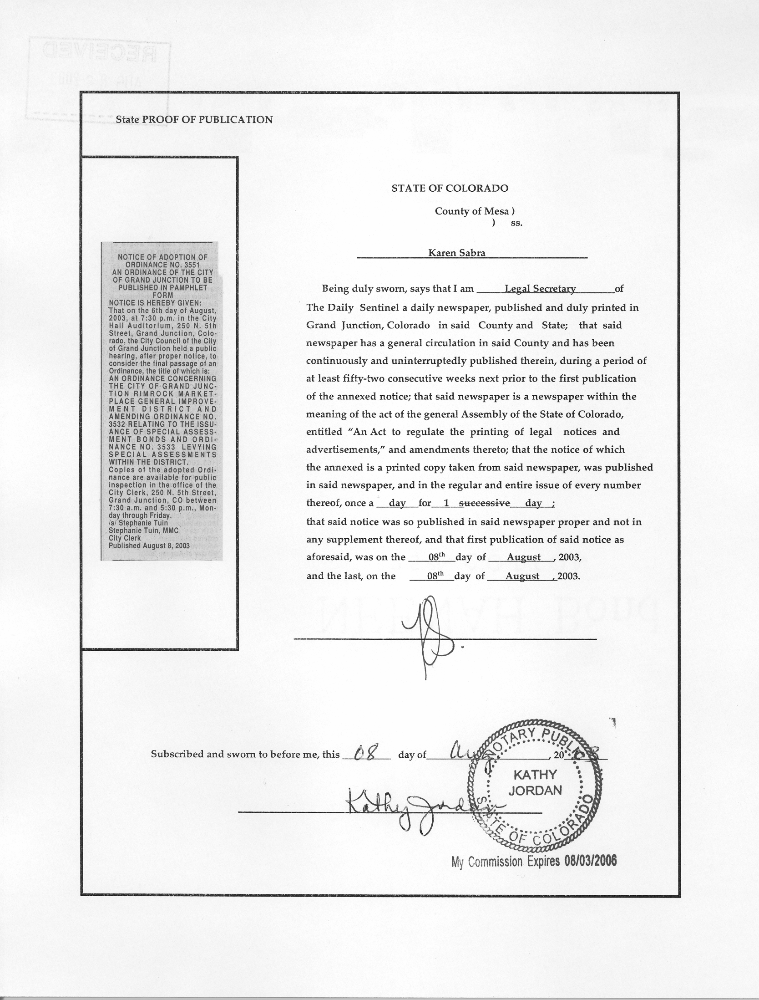 RECEIVED
State PROOF OF PUBLICATION
NOTICE OF ADOPTION OF
ORDINANCE NO. 3551
AN ORDINANCE OF THE CITY
OF GRAND JUNCTION TO BE
PUBLISHED IN PAMPHLET
FORM
NOTICE IS HEREBY GIVEN:
That on the 6th day of August,
2003, at 7:30 p.m. in the City
Hall Auditorium, 250 N. 5th
Street, Grand Junction, Colo-
rado, the City Council of the City
of Grand Junction held a public
hearing, after proper notice, to
consider the final passage of an
Ordinance, the title of which is:
AN ORDINANCE CONCERNING
THE CITY OF GRAND JUNC-
TION RIMROCK MARKET-
PLACE GENERAL IMPROVE-
MENT DISTRICT AND
AMENDING ORDINANCE NO.
3532 RELATING TO THE ISSU-
ANCE OF SPECIAL ASSESS-
MENT BONDS AND ORDI-
NANCE NO. 3533 LEVYING
SPECIAL ASSESSMENTS
WITHIN THE DISTRICT.
Copies of the adopted Ordi-
nance are available for public
inspection in the office of the
City Clerk, 250 N. 5th Street,
Grand Junction, CO between
7:30 a.m. and 5:30 p.m., Mon-
day through Friday.
/s/ Stephanie Tuin
Stephanie Tuin, MMC
City Clerk
Published August 8, 2003
STATE OF COLORADO
County of Mesa )
) ss.
Karen Sabra
Being duly sworn, says that I am Legal Secretary of
The Daily Sentinel a daily newspaper, published and duly printed in
Grand Junction, Colorado in said County and State; that said
newspaper has a general circulation in said County and has been
continuously and uninterruptedly published therein, during a period of
at least fifty-two consecutive weeks next prior to the first publication
of the annexed notice; that said newspaper is a newspaper within the
meaning of the act of the general Assembly of the State of Colorado,
entitled “An Act to regulate the printing of legal notices and
advertisements,” and amendments thereto; that the notice of which
the annexed is a printed copy taken from said newspaper, was published
in said newspaper, and in the regular and entire issue of every number
thereof, once a day for 1 successive day ;
that said notice was so published in said newspaper proper and not in
any supplement thereof, and that first publication of said notice as
aforesaid, was on the 08th day of August , 2003,
and the last, on the 08th day of August , 2003.
Subscribed and sworn to before me, this 08 day of Aug , 2003
Kathy Jordan
NOTARY PUBLIC
KATHY
JORDAN
STATE OF COLORADO
My Commission Expires 08/03/2006